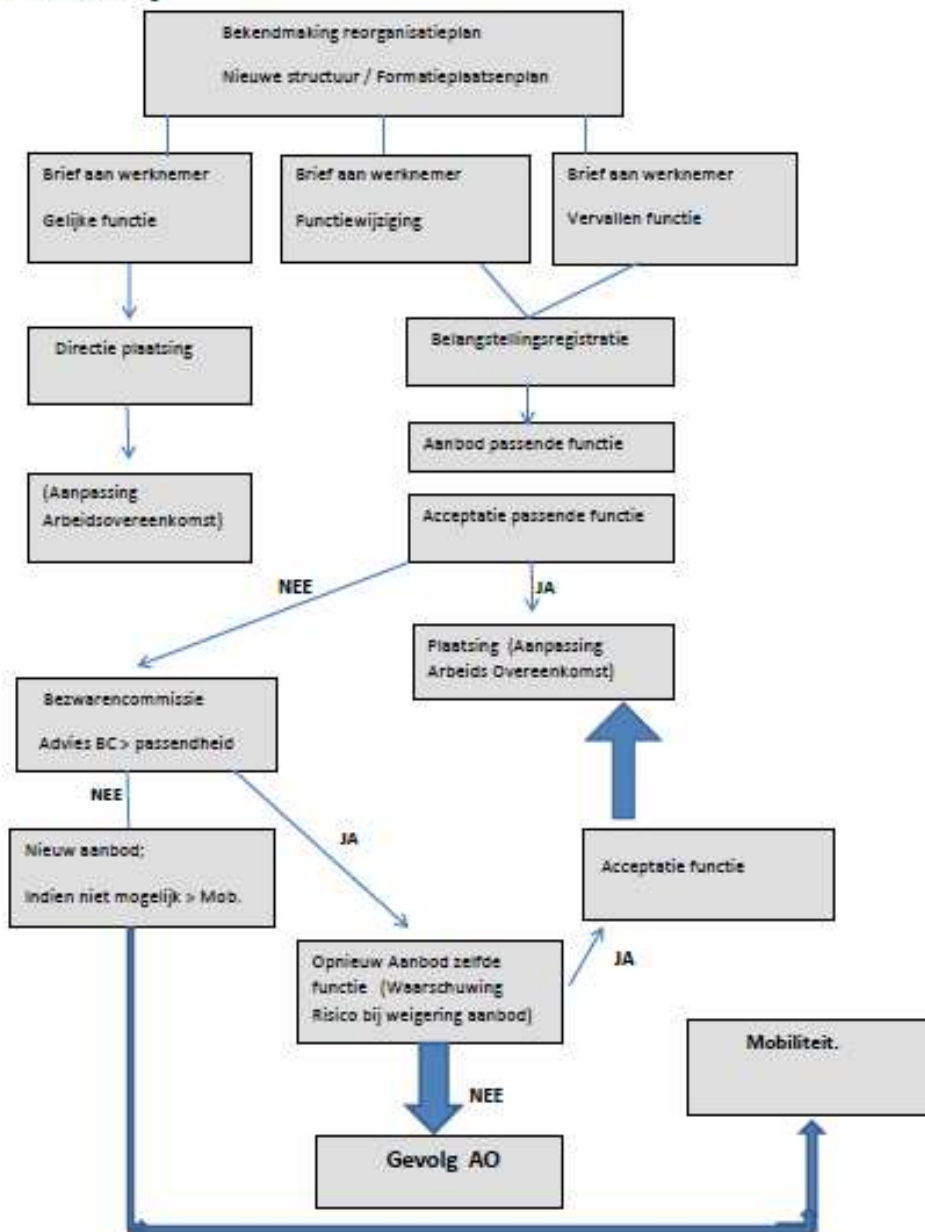 Bekendmaking reorganisatieplan
Nieuwe structuur / Formatieplaatsenplan
Brief aan werknemer
Gelijke functie
Brief aan werknemer
Functiewijziging
Brief aan werknemer
Vervallen functie
Directie plaatsing
Belangstellingsregistratie
Aanbod passende functie
(Aanpassing
Arbeidsovereenkomst)
Acceptatie passende functie
NEE
JA
Plaatsing (Aanpassing
Arbeids Overeenkomst)
Bezwarencommissie
Advies BC > passendheid
NEE
JA
Nieuw aanbod;
Indien niet mogelijk > Mob.
Acceptatie functie
Opnieuw Aanbod zelfde
functie (Waarschuwing
Risico bij weigering aanbod)
JA
Mobiliteit.
NEE
Gevolg AO